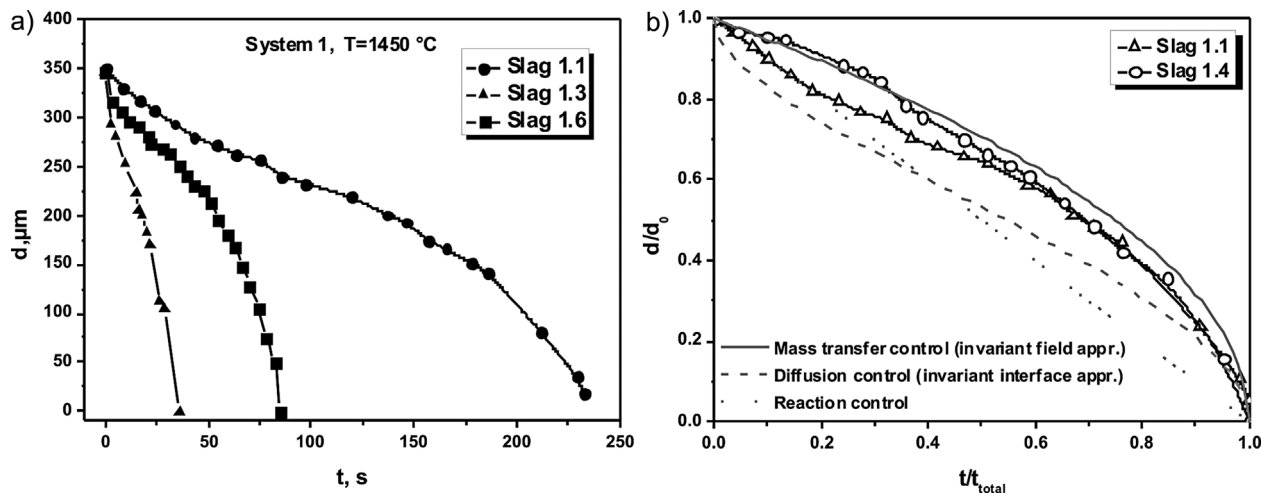 a)
System 1, T=1450 °C
Slag 1.1
Slag 1.3
Slag 1.6
d,µm
400
350
300
250
200
150
100
50
0
0 50 100 150 200 250
t, s
b)
Slag 1.1
Slag 1.4
d/d0
1.0
0.8
0.6
0.4
0.2
0.0
Mass transfer control (invariant field appr.)
Diffusion control (invariant interface appr.)
Reaction control
0.0 0.2 0.4 0.6 0.8 1.0
t/ttotal